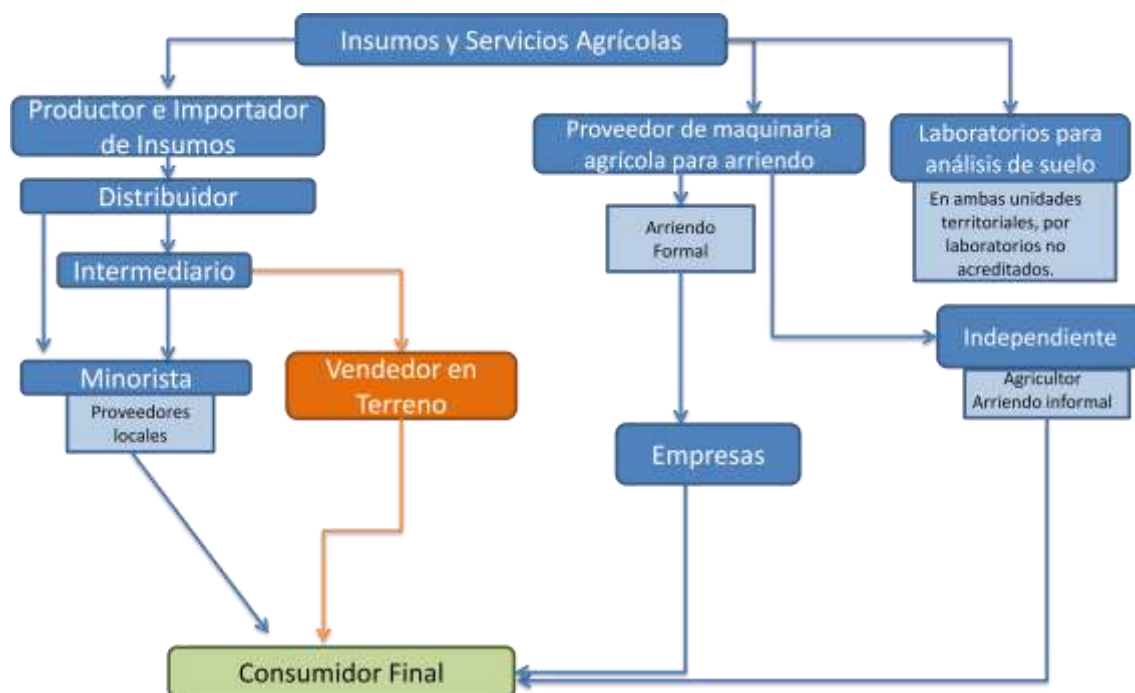 Insumos y Servicios Agrícolas
Productor e Importador
de Insumos
Distribuidor
Intermediario
Minorista
Proveedores
locales
Vendedor en
Terreno
Proveedor de maquinaria
agrícola para arriendo
Arriendo
Formal
Empresas
Laboratorios para
análisis de suelo
En ambas unidades
territoriales, por
laboratorios no
acreditados.
Independiente
Agricultor
Arriendo informal
Consumidor Final